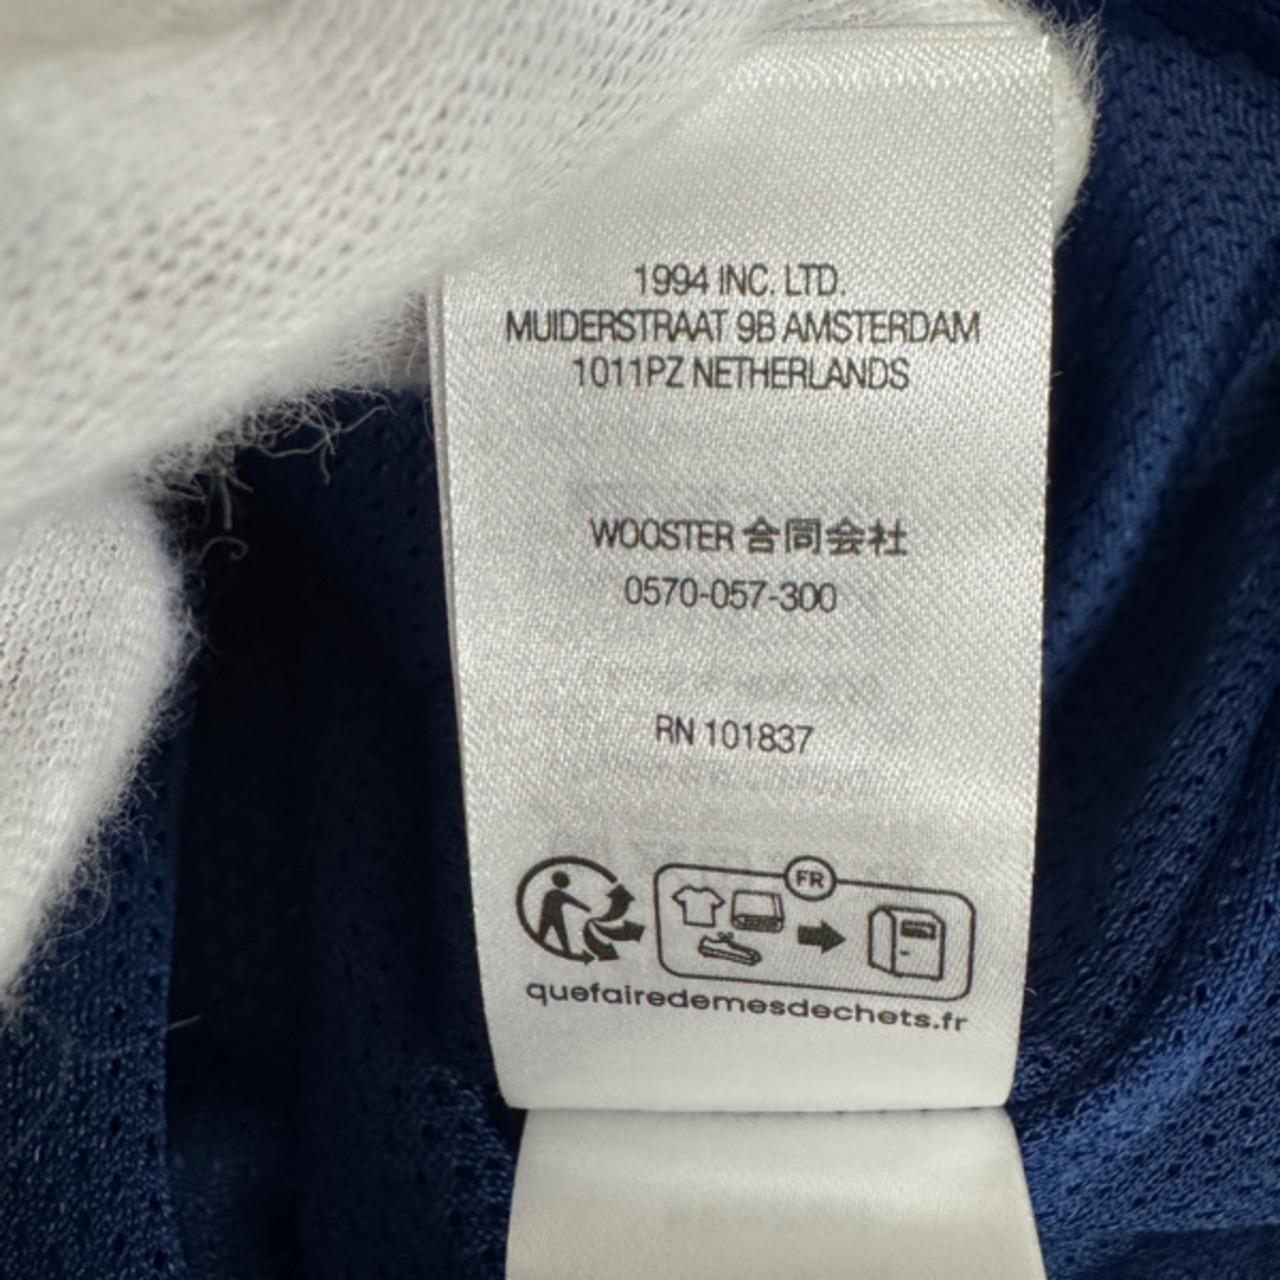 1994 INC. LTD.
MUIDERSTRAAT 9B AMSTERDAM
1011PZ NETHERLANDS
WOOSTER 合同会社
0570-057-300
RN 101837
FR
quefairedemesdechets.fr